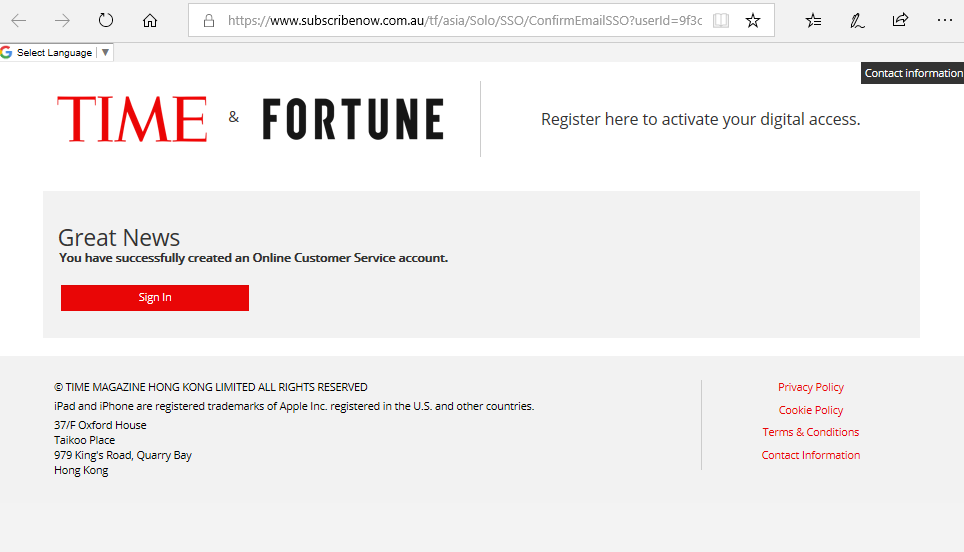 https://www.subscribenow.com.au/tf/asia/Solo/SSO/ConfirmEmailSSO?userId=9f3c
Select Language
Contact information
TIME & FORTUNE
Register here to activate your digital access.
Great News
You have successfully created an Online Customer Service account.
Sign In
© TIME MAGAZINE HONG KONG LIMITED ALL RIGHTS RESERVED
iPad and iPhone are registered trademarks of Apple Inc. registered in the U.S. and other countries.
37/F Oxford House
Taikoo Place
979 King's Road, Quarry Bay
Hong Kong
Privacy Policy
Cookie Policy
Terms & Conditions
Contact Information